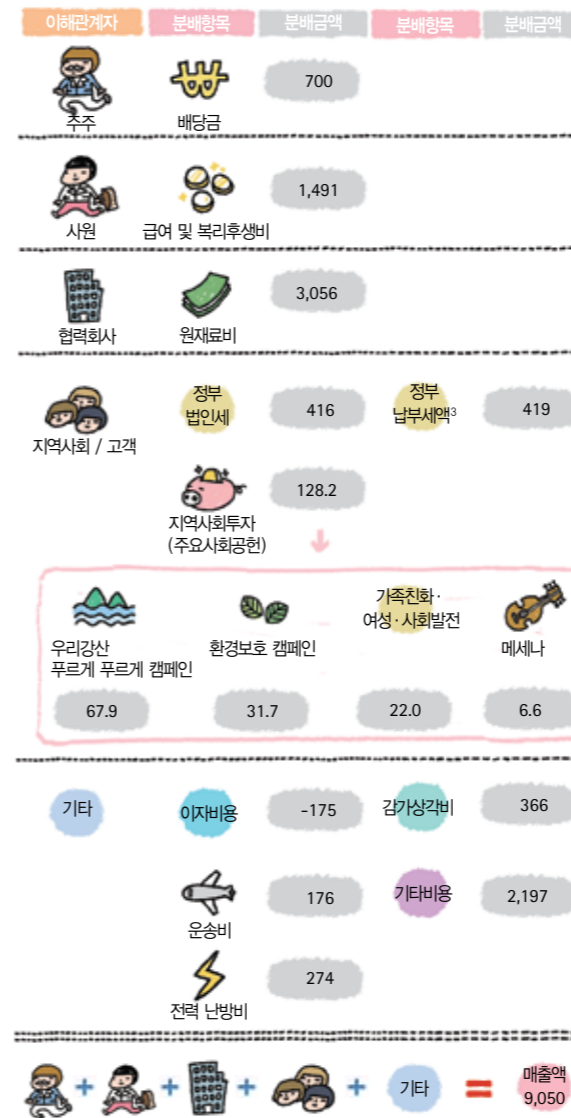 이해관계자 분배항목 분배금액 분배항목 분배금액
700
주주 배당금
1,491
사원 급여 및 복리후생비
3,056
협력회사 원재료비
정부 정부
법인세 416 납부세액3 419
지역사회 / 고객
128.2
지역사회투자
(주요사회공헌)
가족친화·
여성·사회발전
우리강산 환경보호 캠페인 메세나
푸르게 푸르게 캠페인
67.9 31.7 22.0 6.6
기타 이자비용 -175 감가상각비 366
176 기타비용 2,197
운송비
274
전력 난방비
매출액
+ + + + 기타 = 9,050